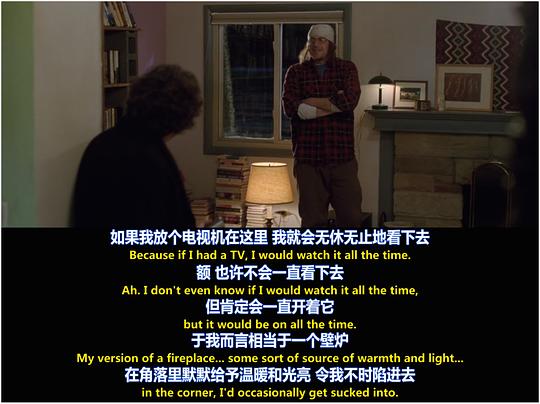 如果我放个电视机在这里 我就会无休无止地看下去
Because if I had a TV, I would watch it all the time.
额 也许不会一直看下去
Ah. I don't even know if I would watch it all the time,
但肯定会一直开着它
but it would be on all the time.
于我而言相当于一个壁炉
My version of a fireplace... some sort of source of warmth and light...
在角落里默默给予温暖和光亮 令我不时陷进去
in the corner, I'd occasionally get sucked into.